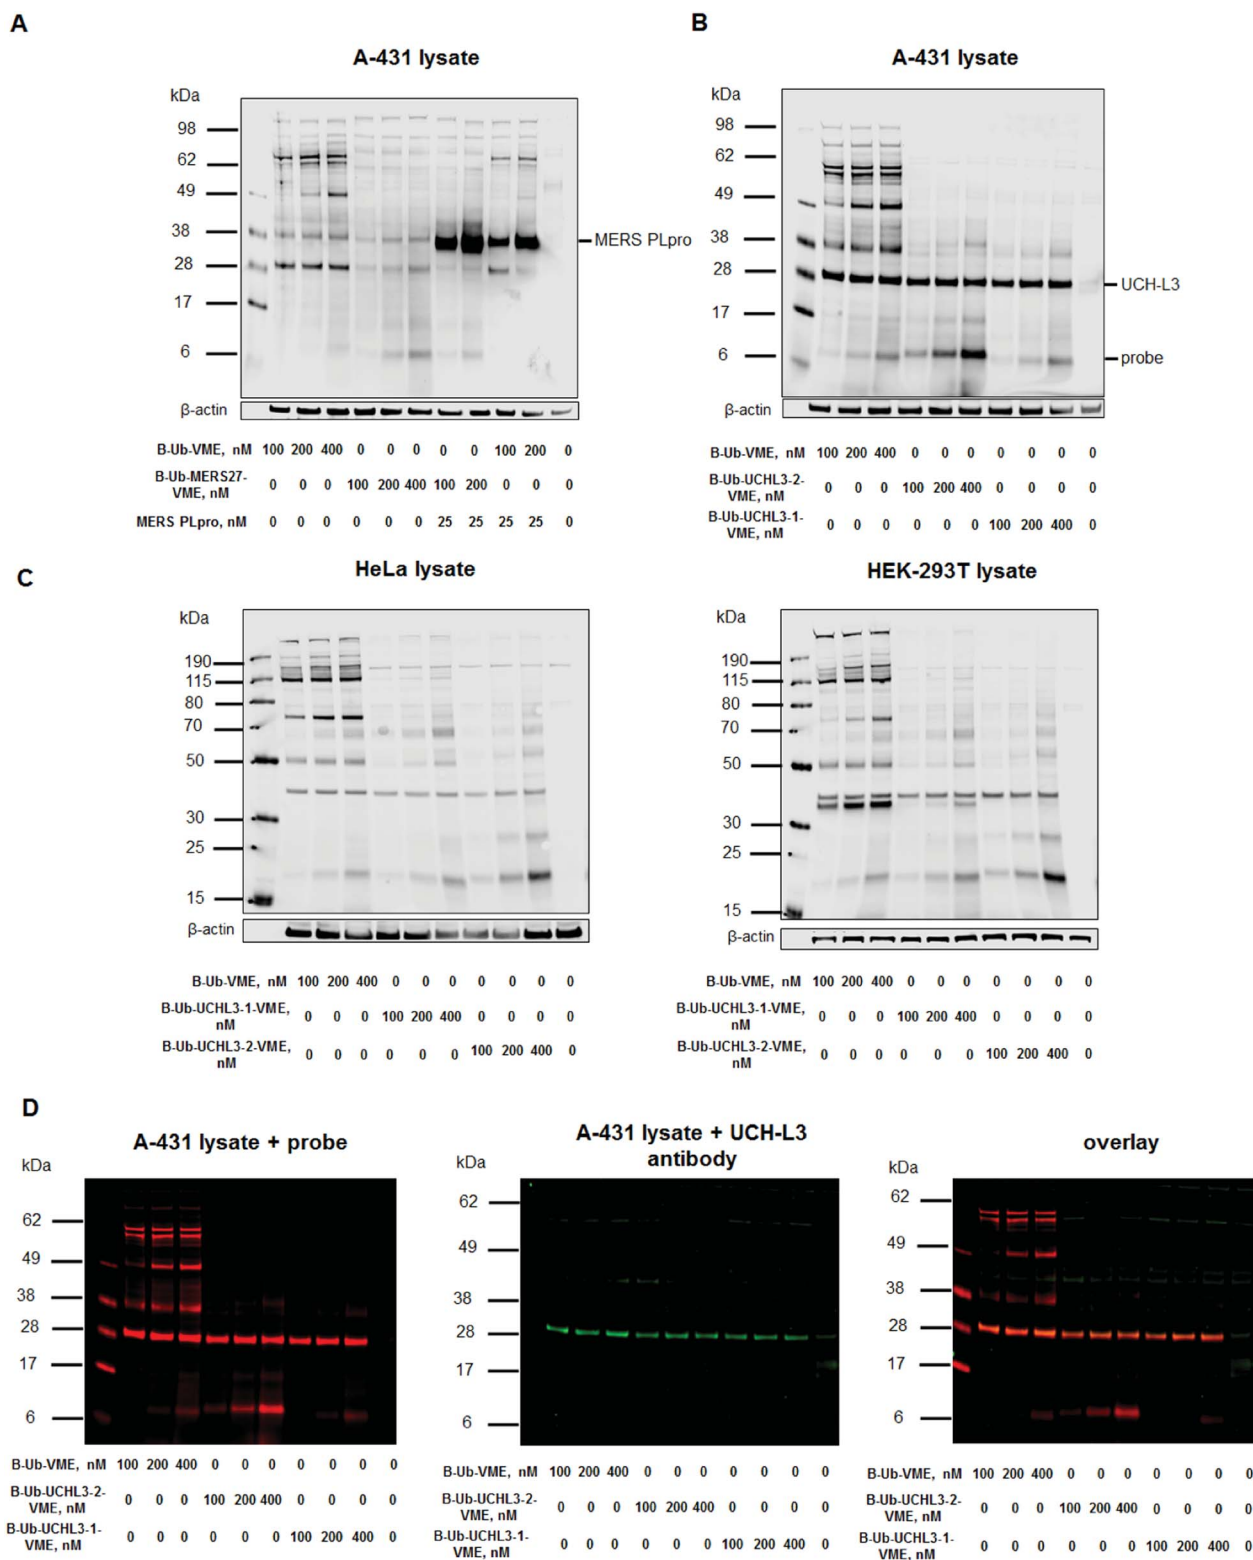 A
A-431 lysate
kDa
98
62
49
38
28
17
6
MERS PLpro
β-actin
B-Ub-VME, nM 100 200 400 0 0 0 0 0 100 200 0
B-Ub-MERS27-
VME, nM 0 0 0 100 200 400 100 200 0 0 0
MERS PLpro, nM 0 0 0 0 0 0 25 25 25 25 0
B
A-431 lysate
kDa
98
62
49
38
28
17
6
UCH-L3
probe
β-actin
B-Ub-VME, nM 100 200 400 0 0 0 0 0 0 0
B-Ub-UCHL3-2-
VME, nM 0 0 0 100 200 400 0 0 0 0
B-Ub-UCHL3-1-
VME, nM 0 0 0 0 0 0 100 200 400 0
C
HeLa lysate
kDa
190
115
80
70
50
30
25
15
β-actin
B-Ub-VME, nM 100 200 400 0 0 0 0 0 0 0
B-Ub-UCHL3-1-VME,
nM 0 0 0 100 200 400 0 0 0 0
B-Ub-UCHL3-2-VME,
nM 0 0 0 0 0 0 100 200 400 0
HEK-293T lysate
kDa
190
115
80
70
50
30
25
15
β-actin
B-Ub-VME, nM 100 200 400 0 0 0 0 0 0 0
B-Ub-UCHL3-1-VME,
nM 0 0 0 100 200 400 0 0 0 0
B-Ub-UCHL3-2-VME,
nM 0 0 0 0 0 0 100 200 400 0
D
A-431 lysate + probe
kDa
62
49
38
28
17
6
B-Ub-VME, nM 100 200 400 0 0 0 0 0 0 0
B-Ub-UCHL3-2-
VME, nM 0 0 0 100 200 400 0 0 0 0
B-Ub-UCHL3-1-
VME, nM 0 0 0 0 0 0 100 200 400 0
A-431 lysate + UCH-L3
antibody
kDa
62
49
38
28
17
6
B-Ub-VME, nM 100 200 400 0 0 0 0 0 0 0
B-Ub-UCHL3-2-
VME, nM 0 0 0 100 200 400 0 0 0 0
B-Ub-UCHL3-1-
VME, nM 0 0 0 0 0 0 100 200 400 0
overlay
kDa
62
49
38
28
17
6
B-Ub-VME, nM 100 200 400 0 0 0 0 0 0 0
B-Ub-UCHL3-2-
VME, nM 0 0 0 100 200 400 0 0 0 0
B-Ub-UCHL3-1-
VME, nM 0 0 0 0 0 0 100 200 400 0